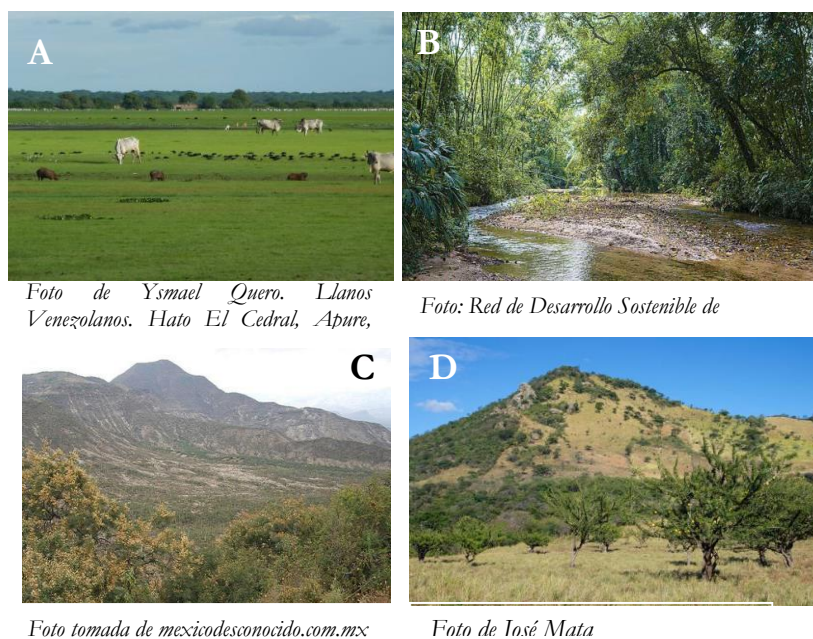 A
B
Foto de Ysmael Quero. Llanos
Venezolanos. Hato El Cedral, Apure,
Foto: Red de Desarrollo Sostenible de
C
D
Foto tomada de mexicodesconocido.com.mx
Foto de José Mata